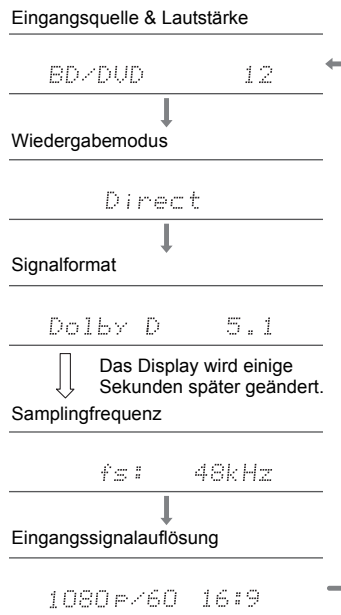 Eingangsquelle & Lautstärke
BD/DVD 12
Wiedergabemodus
Direct
Signalformat
Dolby D 5.1
Das Display wird einige
Sekunden später geändert.
Samplingfrequenz
fs: 48kHz
Eingangssignalauflösung
1080p/60 16:9